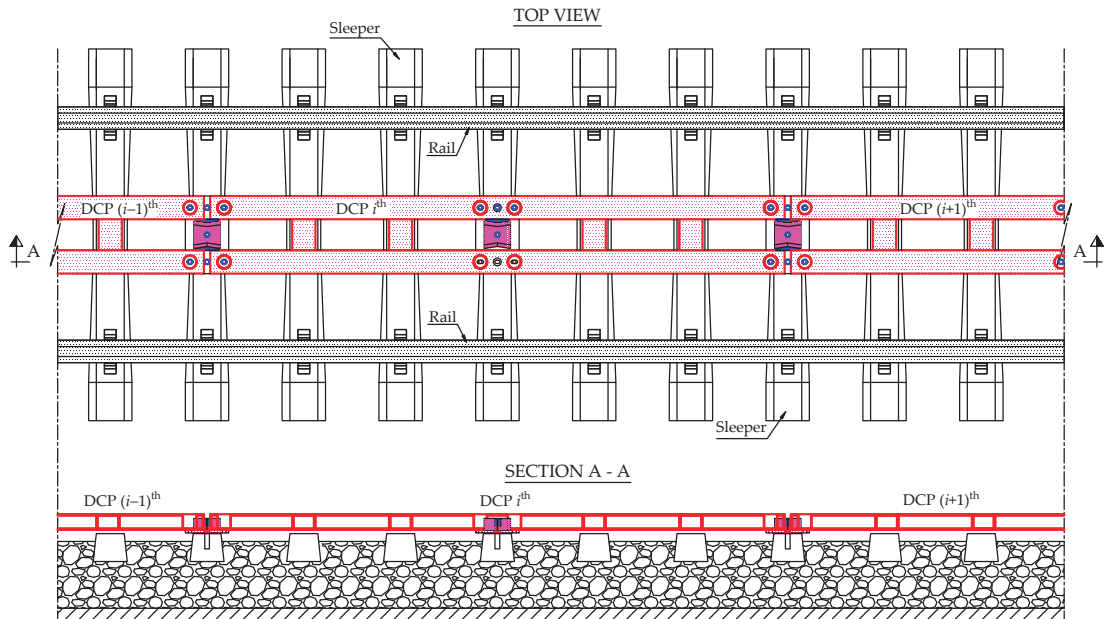 TOP VIEW
Sleeper
Rail
DCP (i–1)th
DCP ith
DCP (i+1)th
A
A
Rail
Sleeper
SECTION A - A
DCP (i–1)th
DCP ith
DCP (i+1)th